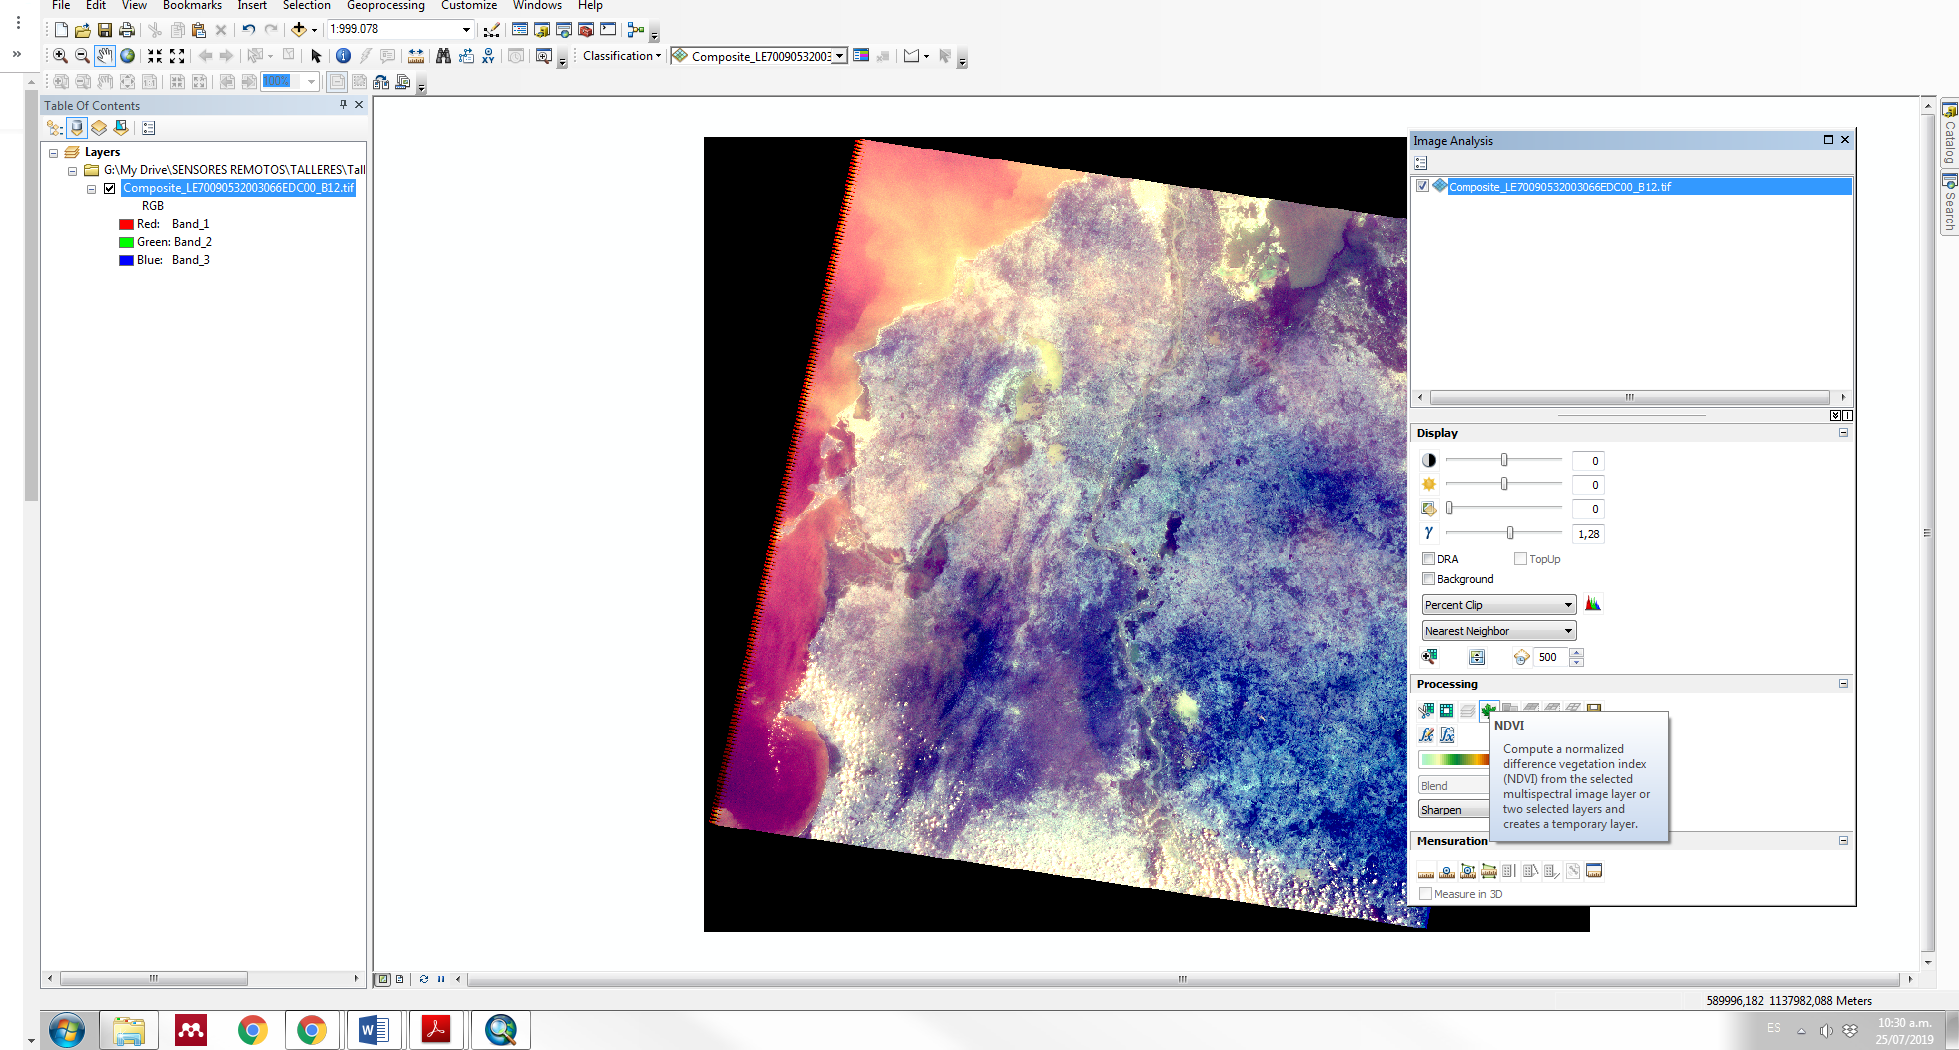 File Edit View Bookmarks Insert Selection Geoprocessing Customize Windows Help
1:999.078
Classification Composite_LE70090532003
100%
Table Of Contents
Layers
G:\My Drive\SENSORES REMOTOS\TALLERES\Tall
Composite_LE70090532003066EDC00_B12.tif
RGB
Red: Band_1
Green: Band_2
Blue: Band_3
Image Analysis
Composite_LE70090532003066EDC00_B12.tif
Display
0
0
0
γ 1,28
DRA TopUp
Background
Percent Clip
Nearest Neighbor
500
Processing
NDVI
Compute a normalized
difference vegetation index
(NDVI) from the selected
multispectral image layer or
two selected layers and
creates a temporary layer.
Blend
Sharpen
Mensuration
Measure in 3D
Catalog
Search
589996,182 1137982,088 Meters
ES
10:30 a.m.
25/07/2019